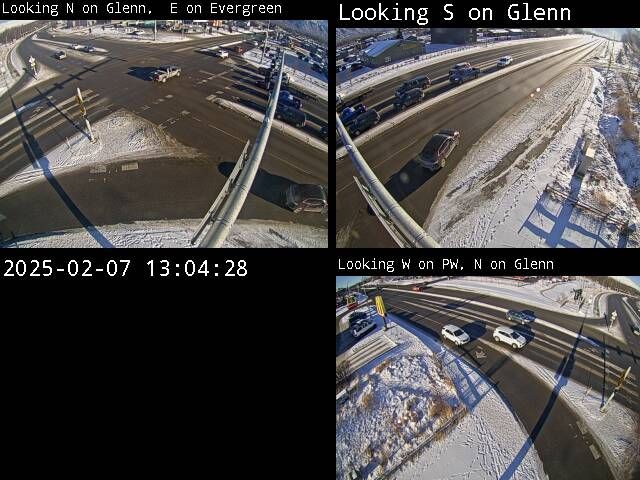 Looking N on Glenn,  E on Evergreen
Looking S on Glenn
2025-02-07 13:04:28
Looking W on PW, N on Glenn